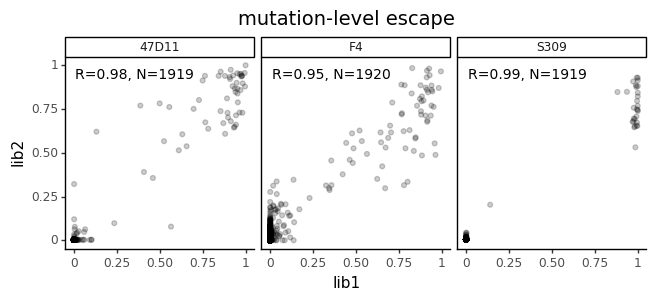 mutation-level escape
47D11
F4
S309
R=0.98, N=1919
R=0.95, N=1920
R=0.99, N=1919
lib2
1
0.75
0.50
0.25
0
0 0.25 0.50 0.75 1
0 0.25 0.50 0.75 1
0 0.25 0.50 0.75 1
lib1